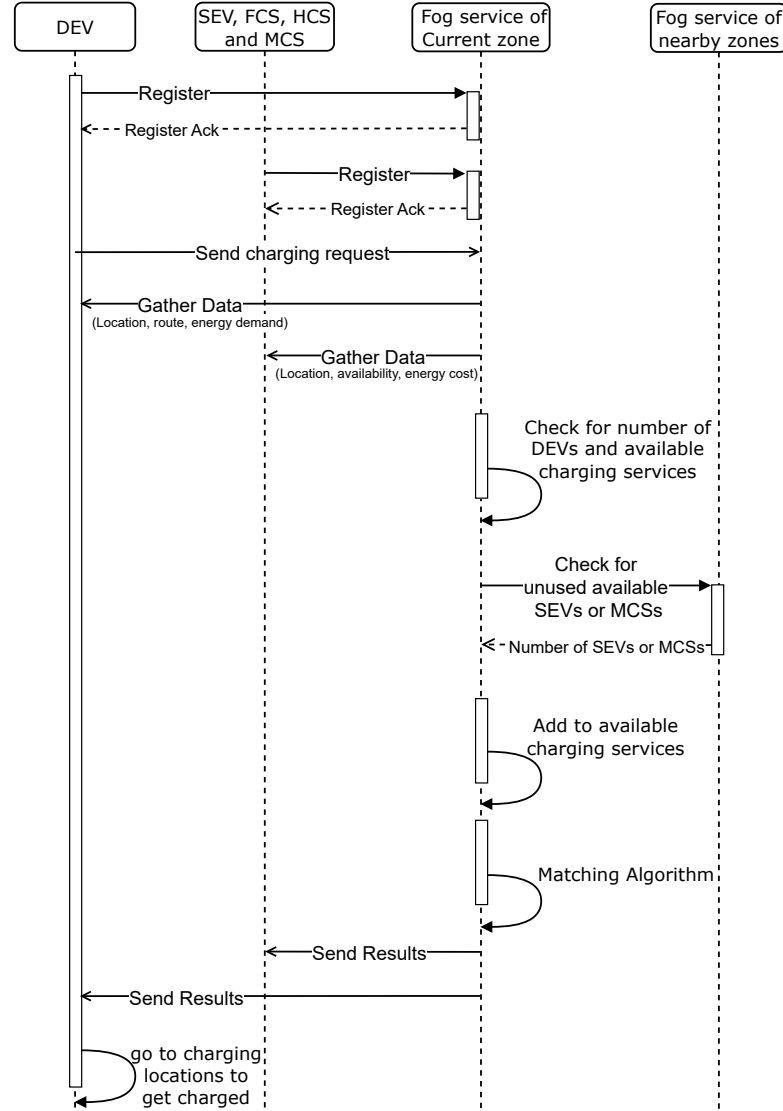 DEV
SEV, FCS, HCS
and MCS
Fog service of
Current zone
Fog service of
nearby zones
Register
Register Ack
Register
Register Ack
Send charging request
Gather Data
(Location, route, energy demand)
Gather Data
(Location, availability, energy cost)
Check for number of
DEVs and available
charging services
Check for
unused available
SEVs or MCSs
Number of SEVs or MCSs
Add to available
charging services
Matching Algorithm
Send Results
Send Results
go to charging
locations to
get charged